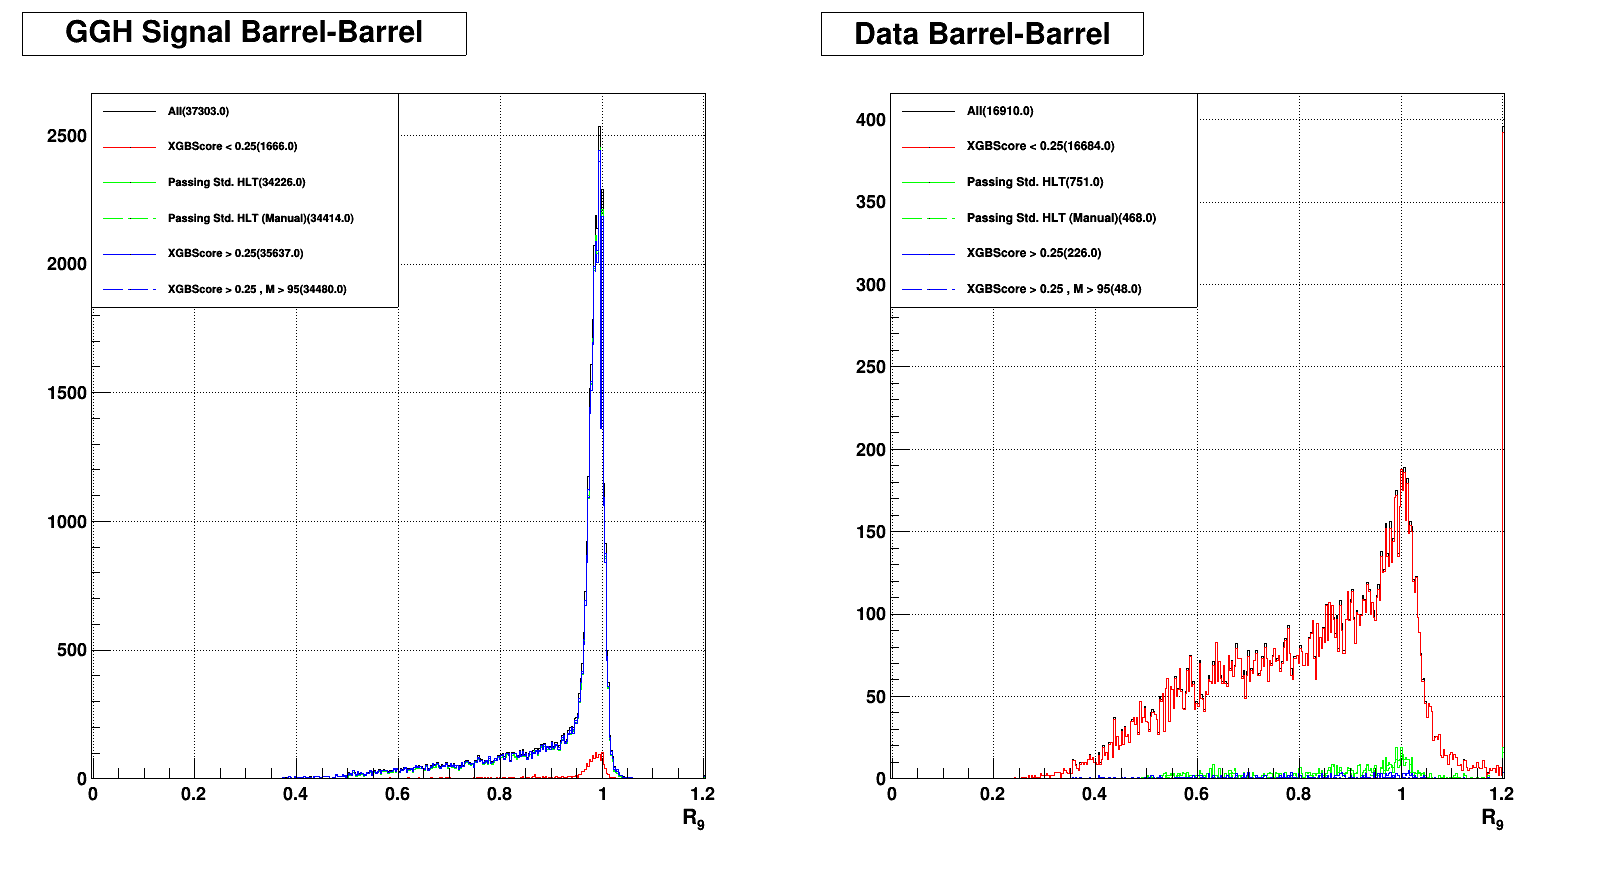 GGH Signal Barrel-Barrel
All(37303.0)
XGBScore < 0.25(1666.0)
Passing Std. HLT(34226.0)
Passing Std. HLT (Manual)(34414.0)
XGBScore > 0.25(35637.0)
XGBScore > 0.25 , M > 95(34480.0)
2500
2000
1500
1000
500
0
0 0.2 0.4 0.6 0.8 1 1.2
R9
Data Barrel-Barrel
All(16910.0)
XGBScore < 0.25(16684.0)
Passing Std. HLT(751.0)
Passing Std. HLT (Manual)(468.0)
XGBScore > 0.25(226.0)
XGBScore > 0.25 , M > 95(48.0)
400
350
300
250
200
150
100
50
0
0 0.2 0.4 0.6 0.8 1 1.2
R9